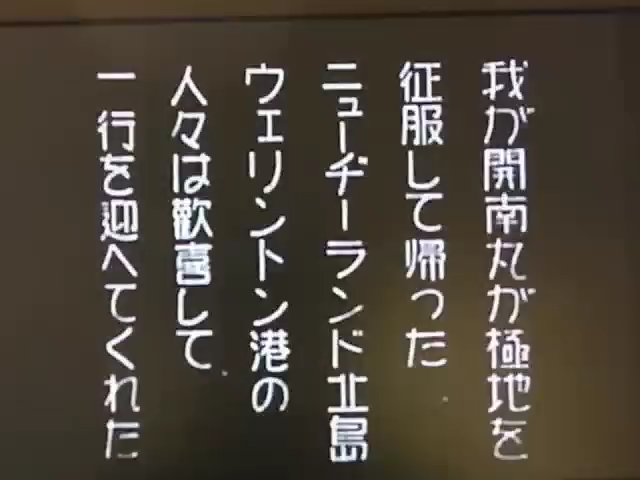 我が開南丸が極地を
征服して帰った
ニューヂーランド北島
ウェリントン港の
人々は歡喜して
一行を迎へてくれた